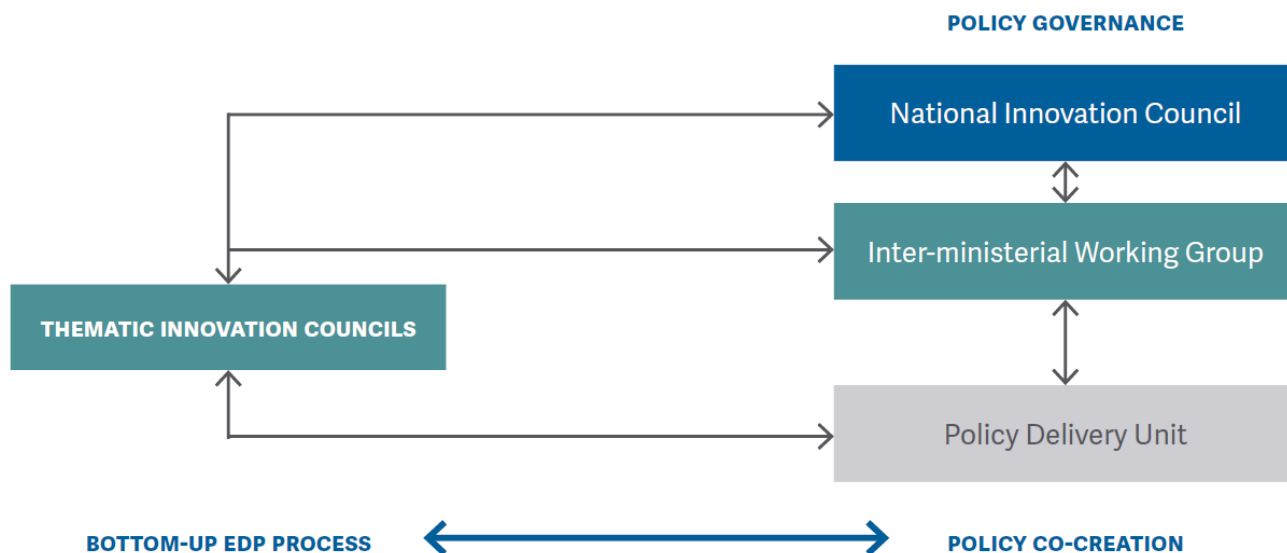 POLICY GOVERNANCE
National Innovation Council
Inter-ministerial Working Group
THEMATIC INNOVATION COUNCILS
Policy Delivery Unit
BOTTOM-UP EDP PROCESS
POLICY CO-CREATION